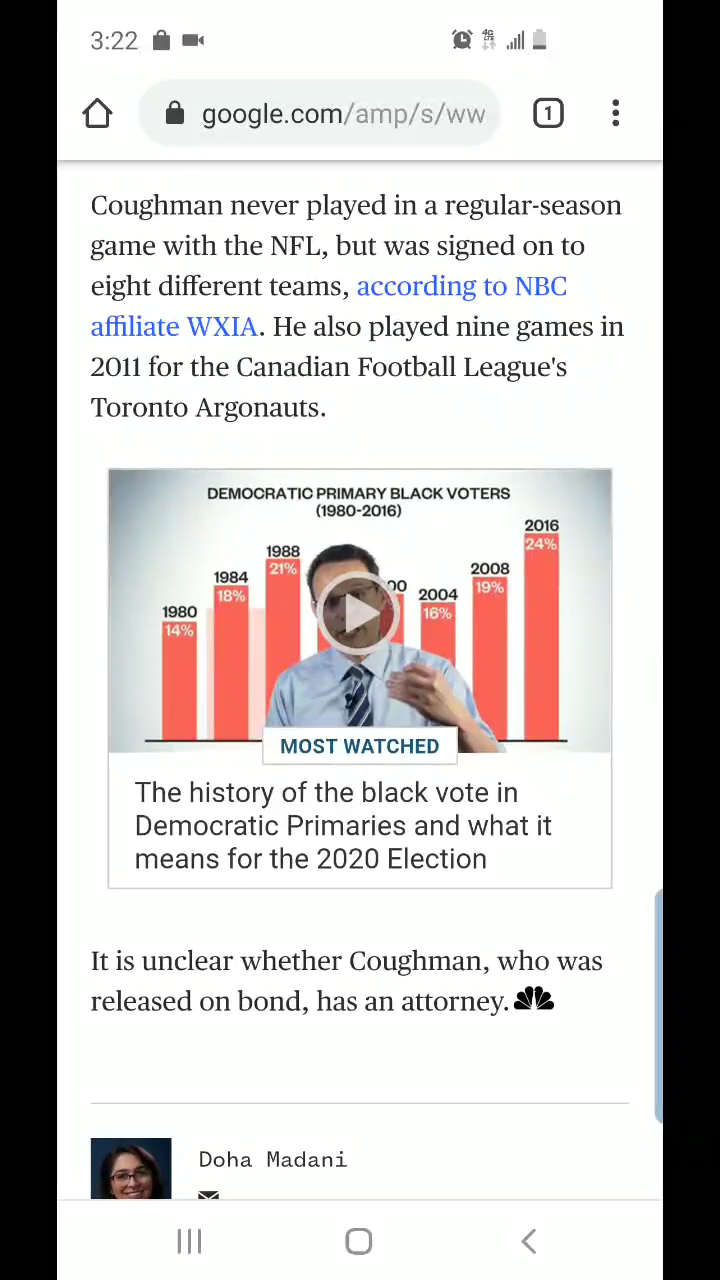 3:22
4G
LTE
google.com/amp/s/ww
1
Coughman never played in a regular-season
game with the NFL, but was signed on to
eight different teams, according to NBC
affiliate WXIA. He also played nine games in
2011 for the Canadian Football League's
Toronto Argonauts.
DEMOCRATIC PRIMARY BLACK VOTERS
(1980-2016)
1980
14%
1984
18%
1988
21%
00
2004
16%
2008
19%
2016
24%
MOST WATCHED
The history of the black vote in
Democratic Primaries and what it
means for the 2020 Election
It is unclear whether Coughman, who was
released on bond, has an attorney.
Doha Madani